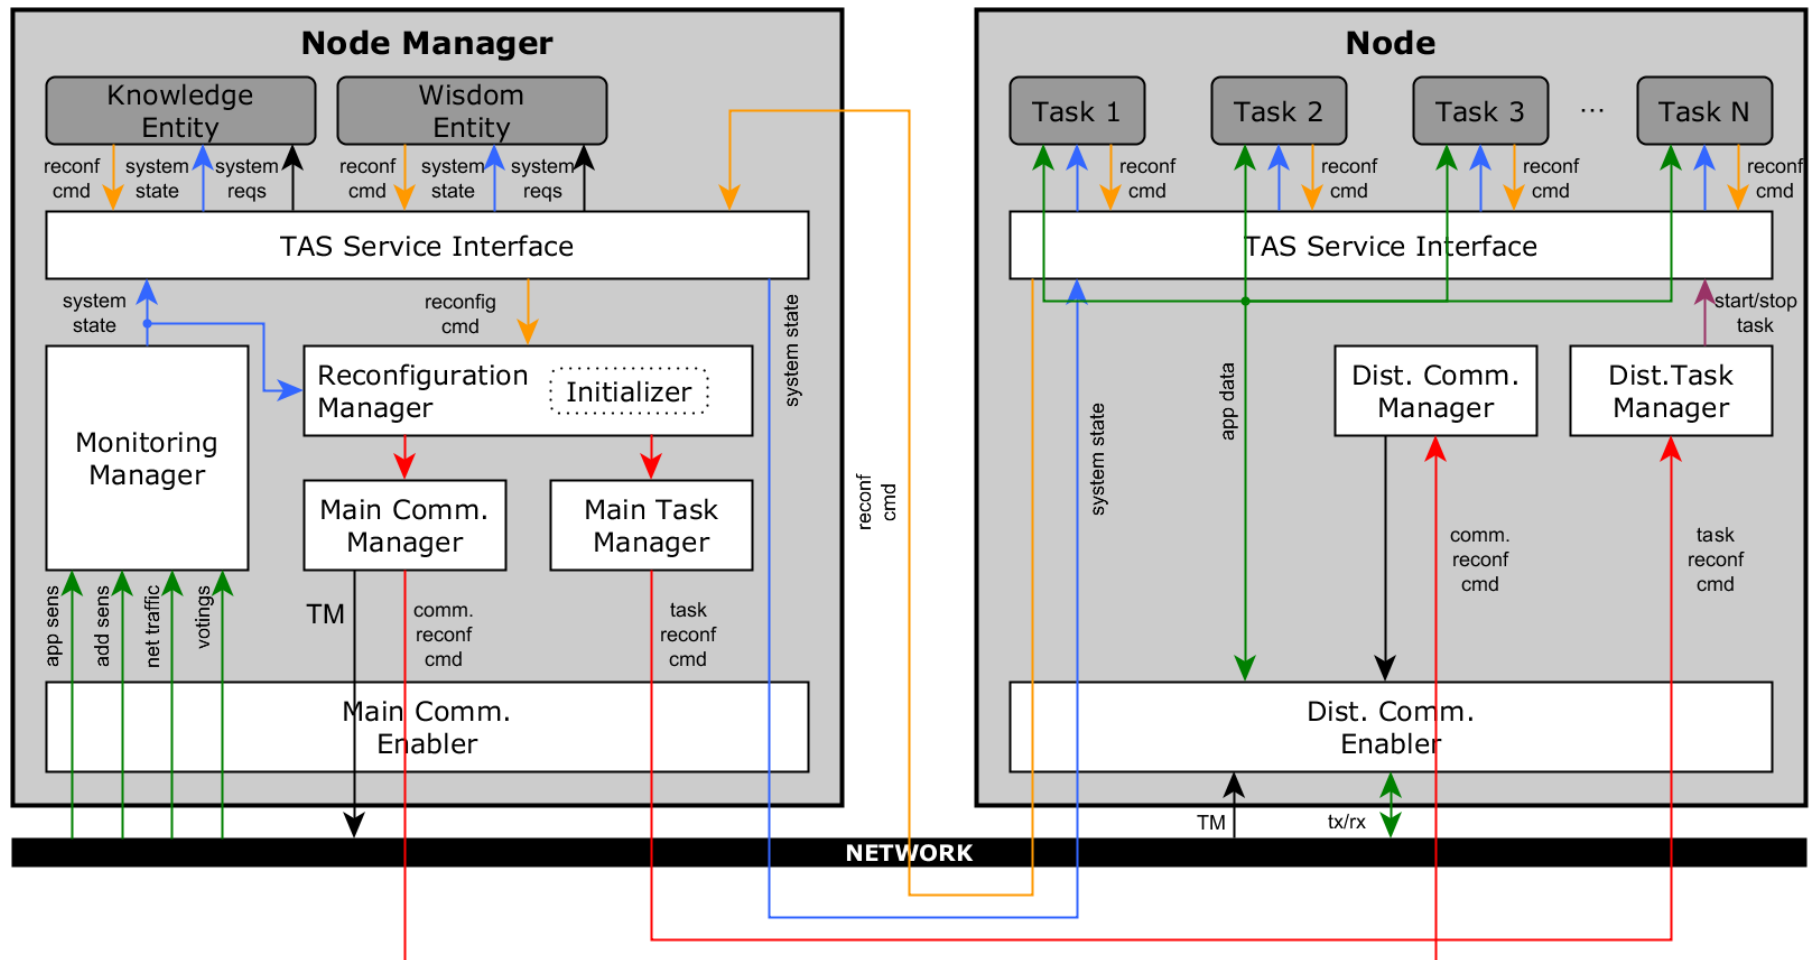 Node Manager
Knowledge
Entity
Wisdom
Entity
reconf
cmd
system
state
system
reqs
reconf
cmd
system
state
system
reqs
TAS Service Interface
system
state
reconfig
cmd
system state
Reconfiguration
Manager
Initializer
Monitoring
Manager
Main Comm.
Manager
Main Task
Manager
app sens
add sens
net traffic
votings
TM
comm.
reconf
cmd
task
reconf
cmd
Main Comm.
Enabler
reconf
cmd
Node
Task 1
Task 2
Task 3
...
Task N
reconf
cmd
reconf
cmd
reconf
cmd
reconf
cmd
TAS Service Interface
start/stop
task
app data
system state
Dist. Comm.
Manager
Dist.Task
Manager
comm.
reconf
cmd
task
reconf
cmd
Dist. Comm.
Enabler
TM
tx/rx
NETWORK